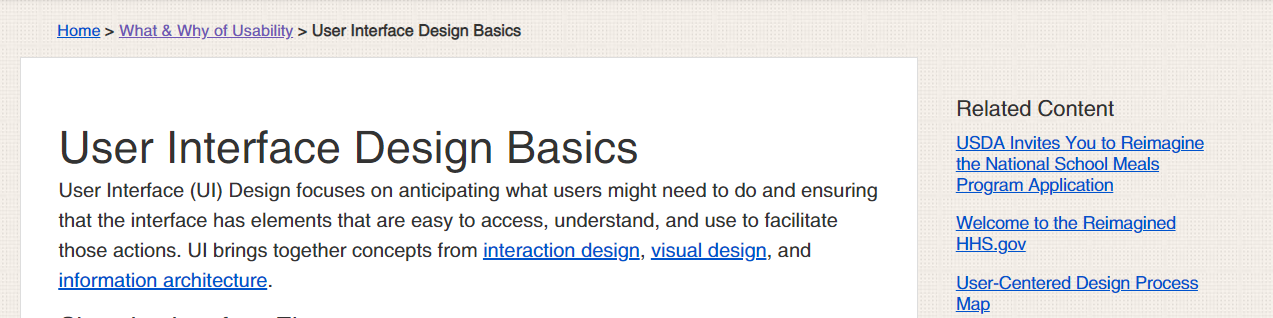 Home > What & Why of Usability > User Interface Design Basics
User Interface Design Basics
User Interface (UI) Design focuses on anticipating what users might need to do and ensuring
that the interface has elements that are easy to access, understand, and use to facilitate
those actions. UI brings together concepts from interaction design, visual design, and
information architecture.
Related Content
USDA Invites You to Reimagine
the National School Meals
Program Application
Welcome to the Reimagined
HHS.gov
User-Centered Design Process
Map